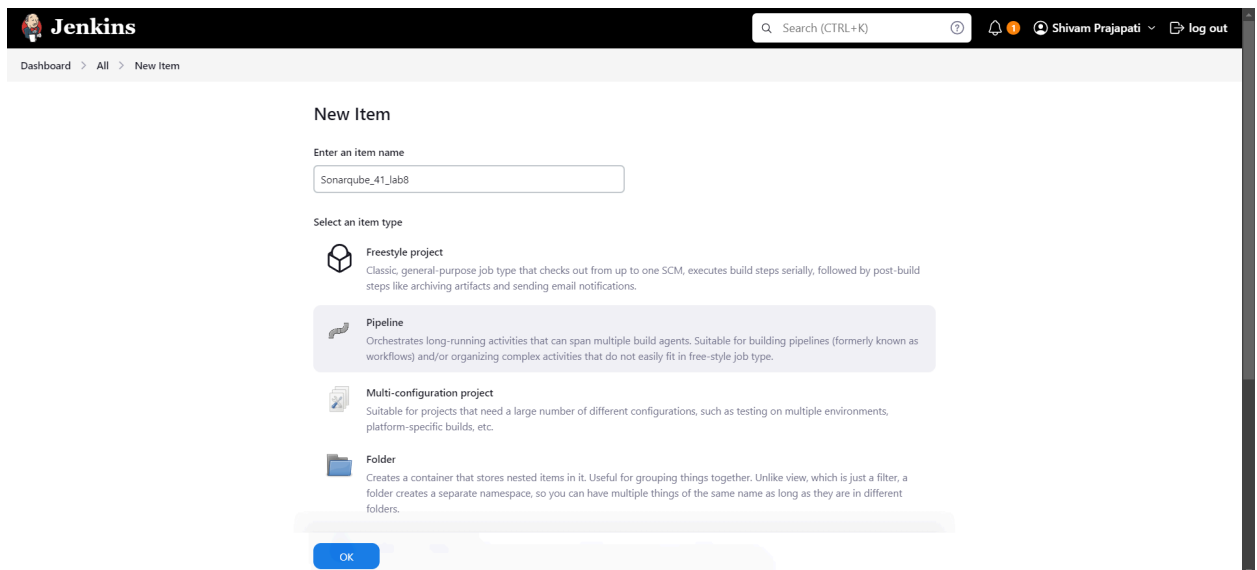 Jenkins
Search (CTRL+K)
?
1
Shivam Prajapati
log out
Dashboard > All > New Item
New Item
Enter an item name
Sonarqube_41_lab8
Select an item type
Freestyle project
Classic, general-purpose job type that checks out from up to one SCM, executes build steps serially, followed by post-build
steps like archiving artifacts and sending email notifications.
Pipeline
Orchestrates long-running activities that can span multiple build agents. Suitable for building pipelines (formerly known as
workflows) and/or organizing complex activities that do not easily fit in free-style job type.
Multi-configuration project
Suitable for projects that need a large number of different configurations, such as testing on multiple environments,
platform-specific builds, etc.
Folder
Creates a container that stores nested items in it. Useful for grouping things together. Unlike view, which is just a filter, a
folder creates a separate namespace, so you can have multiple things of the same name as long as they are in different
folders.
OK